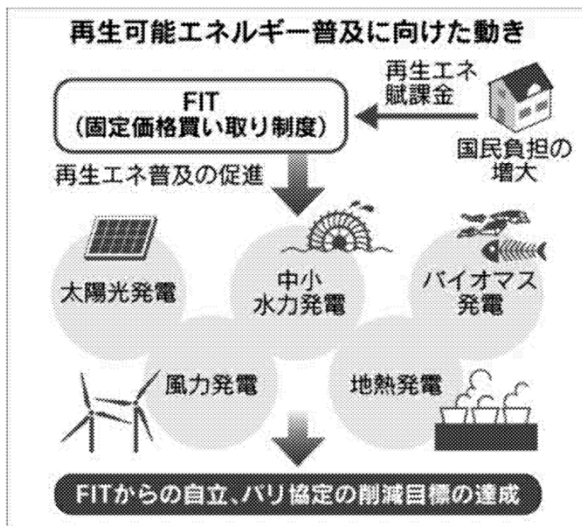 再生可能エネルギー普及に向けた動き
再生エネ
賦課金
FIT
(固定価格買い取り制度)
国民負担の
増大
再生エネ普及の促進
太陽光発電
中小
水力発電
バイオマス
発電
風力発電
地熱発電
FITからの自立、パリ協定の削減目標の達成